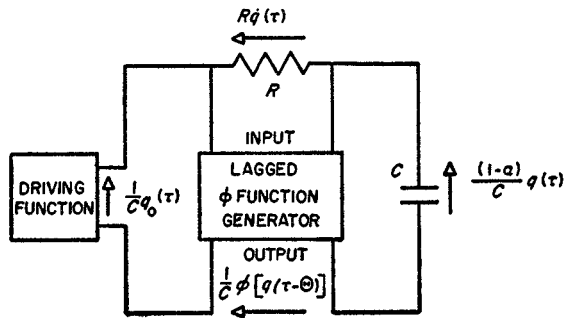 Rq̇(τ)
R
INPUT
LAGGED
ϕ FUNCTION
GENERATOR
OUTPUT
DRIVING
FUNCTION
1/C q₀(τ)
C
(1-a)/C q(τ)
1/C ϕ[q(τ-Θ)]